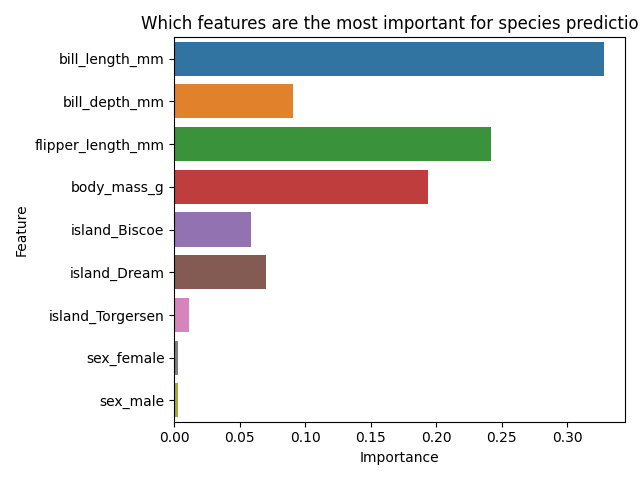 Which features are the most important for species predictio
bill_length_mm
bill_depth_mm
flipper_length_mm
body_mass_g
island_Biscoe
island_Dream
island_Torgersen
sex_female
sex_male
Feature
0.00 0.05 0.10 0.15 0.20 0.25 0.30
Importance